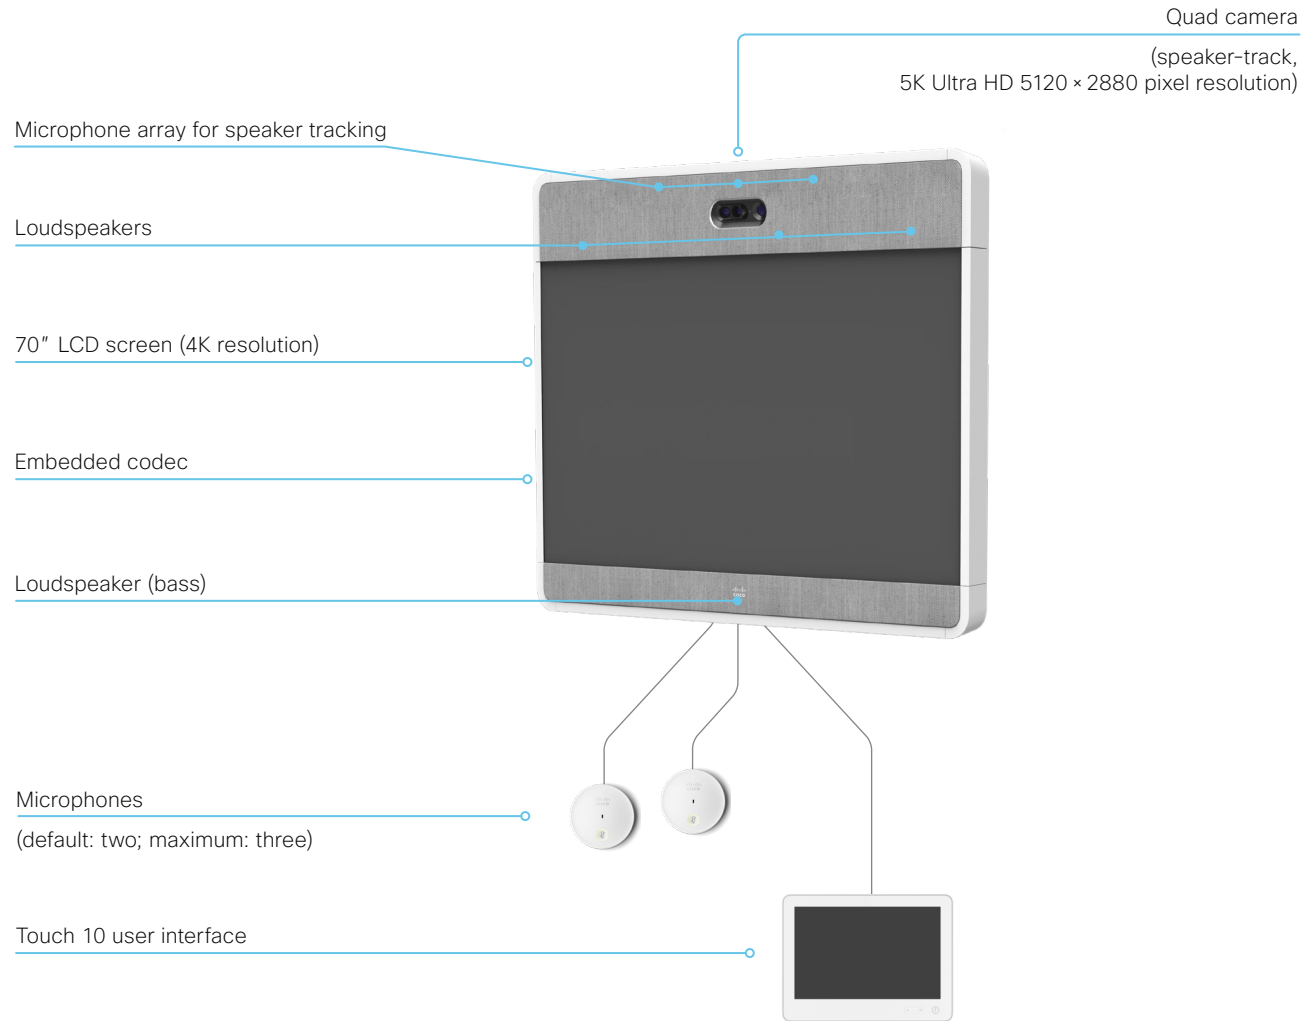 Quad camera
(speaker-track,
5K Ultra HD 5120 × 2880 pixel resolution)
Microphone array for speaker tracking
Loudspeakers
70" LCD screen (4K resolution)
Embedded codec
Loudspeaker (bass)
CISCO
Microphones
(default: two; maximum: three)
Touch 10 user interface